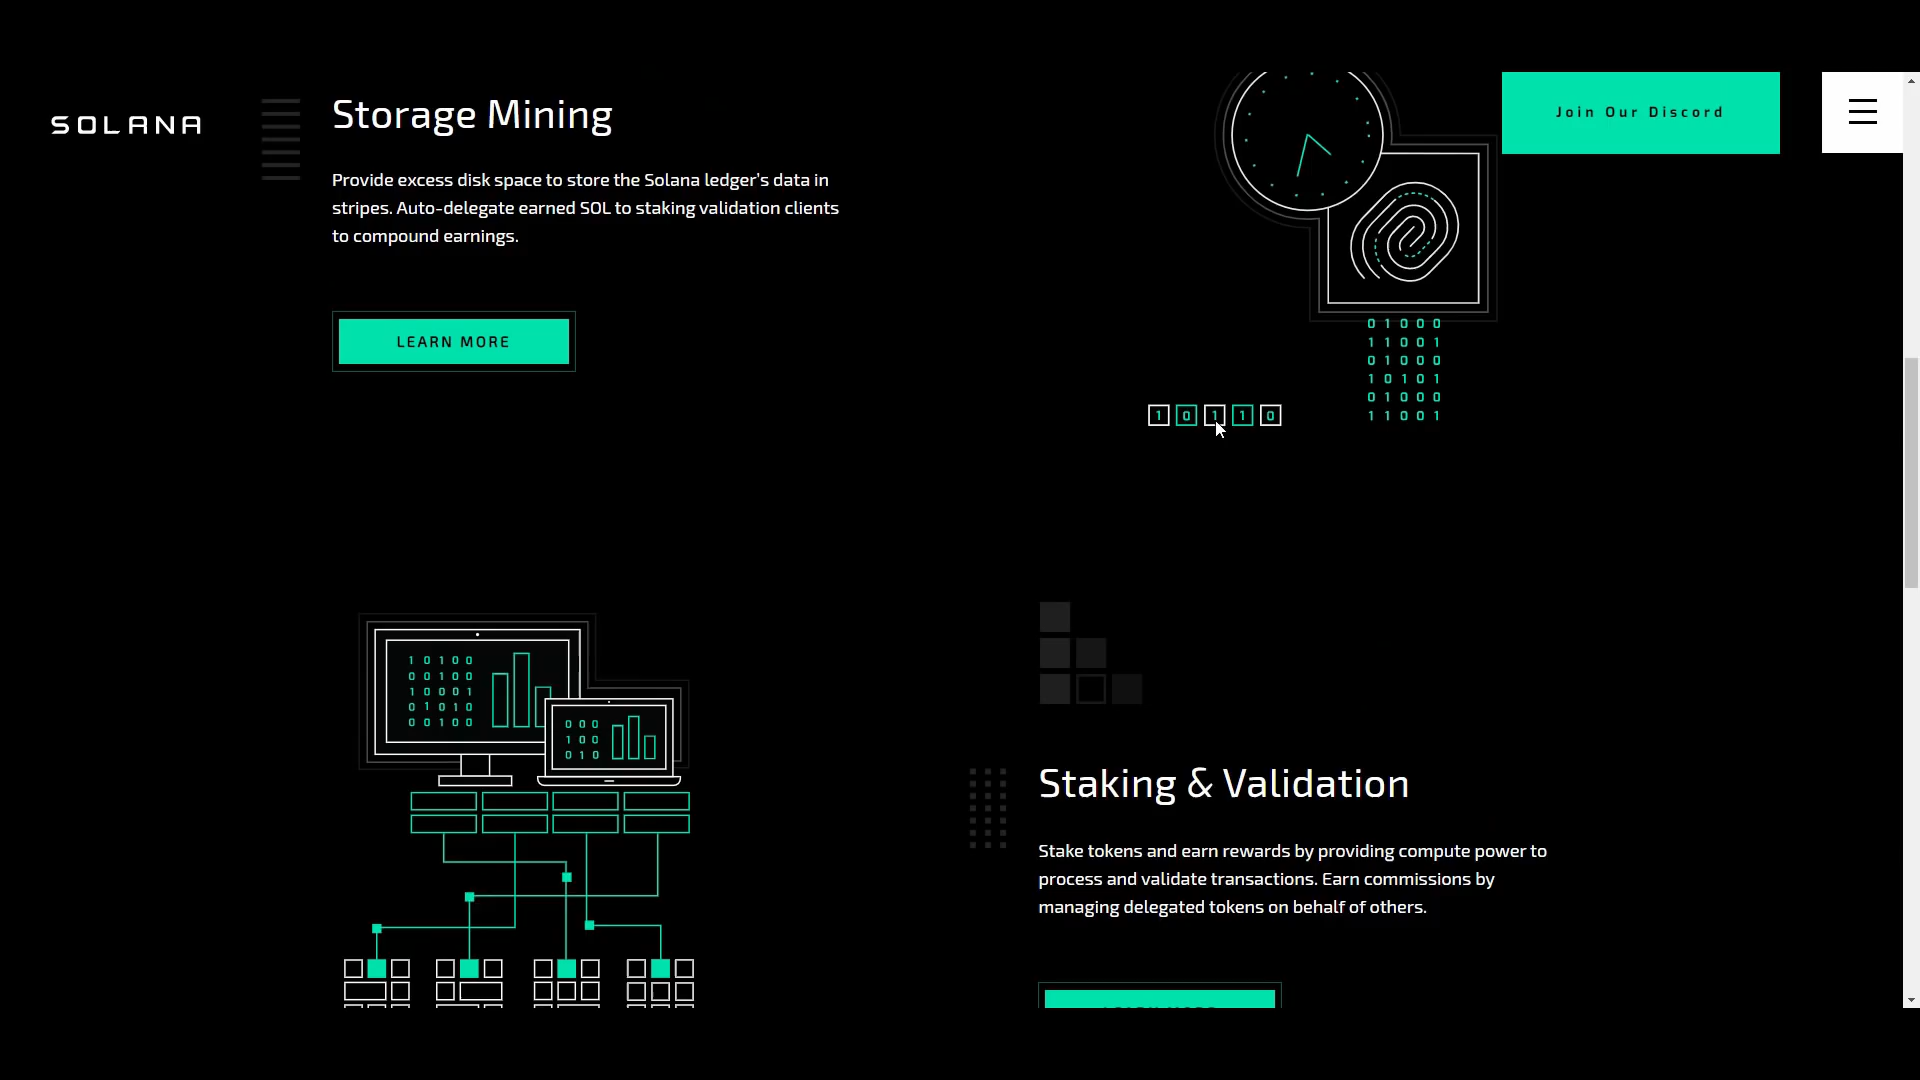 SOLANA
Storage Mining
Provide excess disk space to store the Solana ledger’s data in
stripes. Auto-delegate earned SOL to staking validation clients
to compound earnings.
LEARN MORE
Join Our Discord
0 1 0 0 0
1 1 0 0 1
0 1 0 0 0
1 0 1 0 1
0 1 0 0 0
1 1 0 0 1
1 0 1 1 0
1 0 1 0 0
0 0 1 0 0
1 0 0 0 1
0 1 0 1 0
0 0 1 0 0
0 0 0
1 0 0
0 1 0
Staking & Validation
Stake tokens and earn rewards by providing compute power to
process and validate transactions. Earn commissions by
managing delegated tokens on behalf of others.